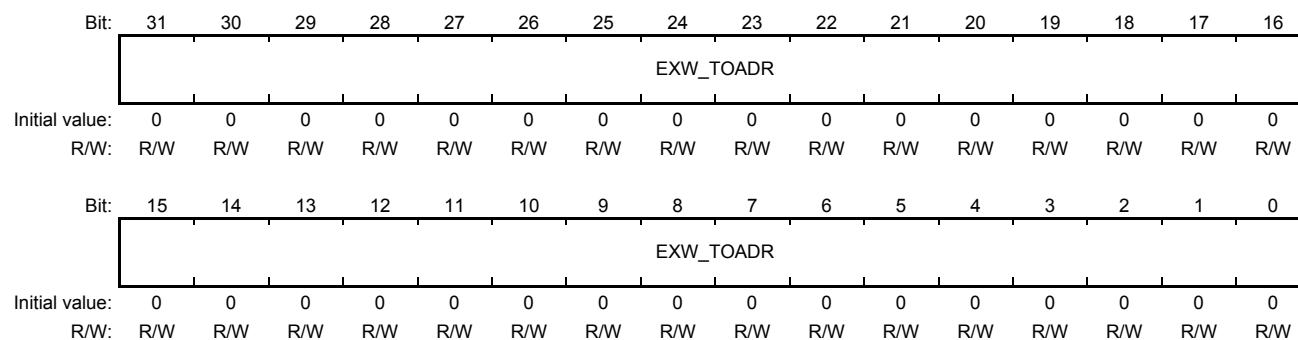 Bit: 31 30 29 28 27 26 25 24 23 22 21 20 19 18 17 16
EXW_TOADR
Initial value: 0 0 0 0 0 0 0 0 0 0 0 0 0 0 0 0
R/W: R/W R/W R/W R/W R/W R/W R/W R/W R/W R/W R/W R/W R/W R/W R/W R/W
Bit: 15 14 13 12 11 10 9 8 7 6 5 4 3 2 1 0
EXW_TOADR
Initial value: 0 0 0 0 0 0 0 0 0 0 0 0 0 0 0 0
R/W: R/W R/W R/W R/W R/W R/W R/W R/W R/W R/W R/W R/W R/W R/W R/W R/W